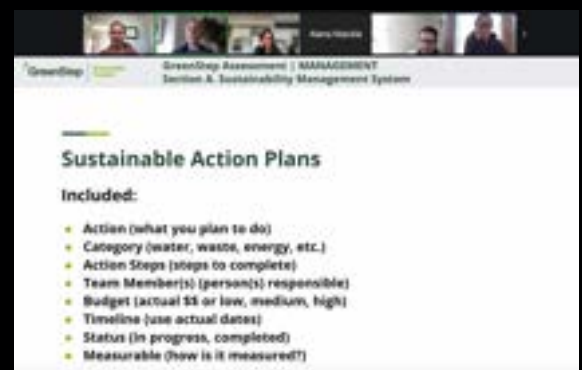 GreenStep
GreenStep Assessment | MANAGEMENT
Section A. Sustainability Management System
Sustainable Action Plans
Included:
Action (what you plan to do)
Category (water, waste, energy, etc.)
Action Steps (steps to complete)
Team Member(s) (person(s) responsible)
Budget (actual $$ or low, medium, high)
Timeline (use actual dates)
Status (in progress, completed)
Measurable (how is it measured?)